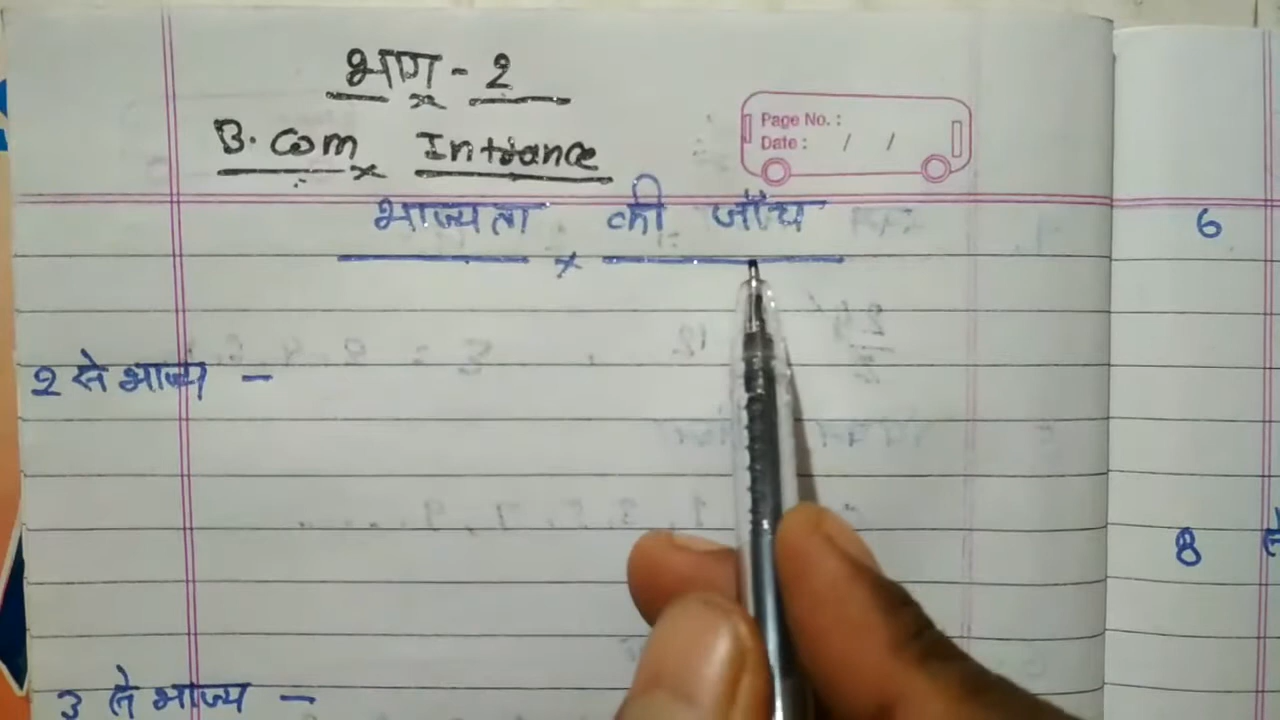 भाग - 2
B. Com Intrance
Page No. :
Date : / /
भाज्यता की जाँच
2 से भाज्य -
3 से भाज्य -
6
8 से